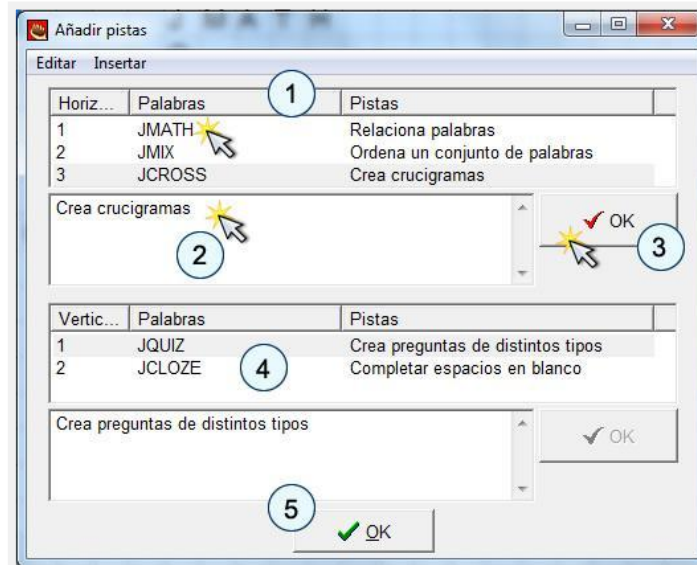 J M A T H
Añadir pistas
Editar Insertar
1
Horiz... Palabras Pistas
1 JMATH Relaciona palabras
2 JMIX Ordena un conjunto de palabras
3 JCROSS Crea crucigramas
Crea crucigramas
OK
2
3
Vertic... Palabras Pistas
1 JQUIZ Crea preguntas de distintos tipos
2 JCLOZE Completar espacios en blanco
4
Crea preguntas de distintos tipos
OK
5
OK